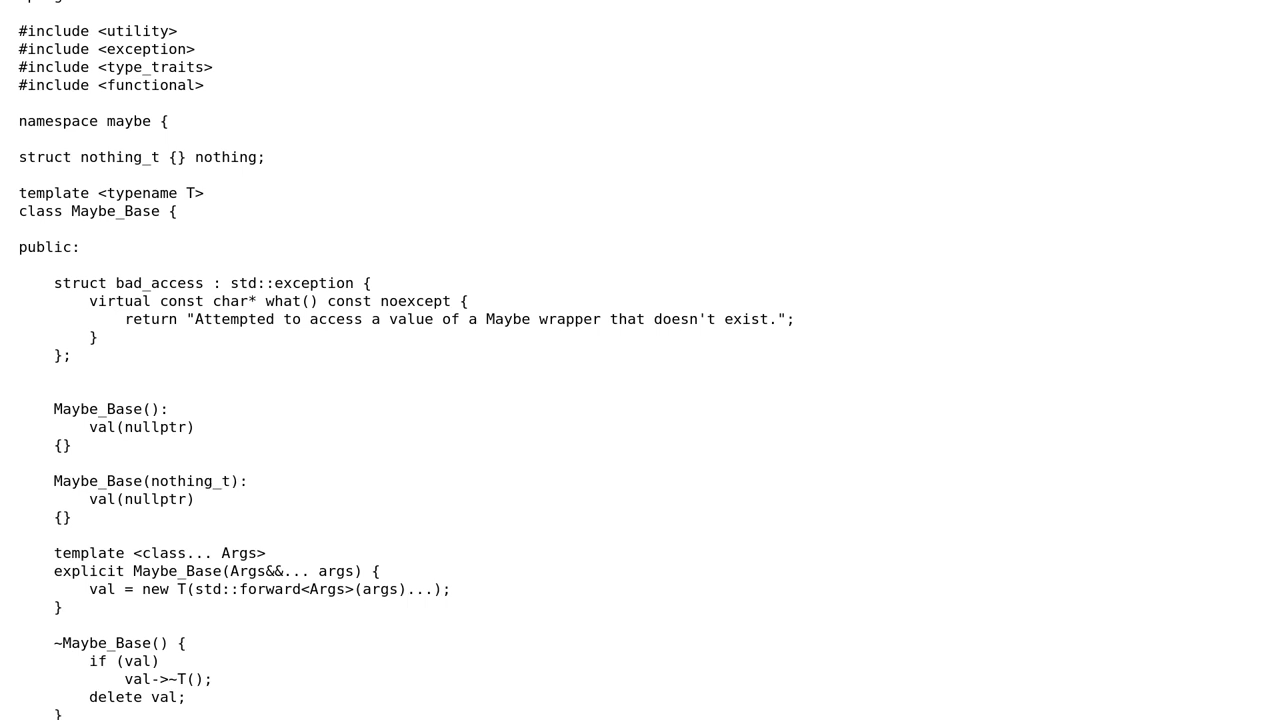 #include <utility>
#include <exception>
#include <type_traits>
#include <functional>

namespace maybe {

struct nothing_t {} nothing;

template <typename T>
class Maybe_Base {

public:

    struct bad_access : std::exception {
        virtual const char* what() const noexcept {
            return "Attempted to access a value of a Maybe wrapper that doesn't exist.";
        }
    };


    Maybe_Base():
        val(nullptr)
    {}

    Maybe_Base(nothing_t):
        val(nullptr)
    {}

    template <class... Args>
    explicit Maybe_Base(Args&&... args) {
        val = new T(std::forward<Args>(args)...);
    }

    ~Maybe_Base() {
        if (val)
            val->~T();
        delete val;
    }